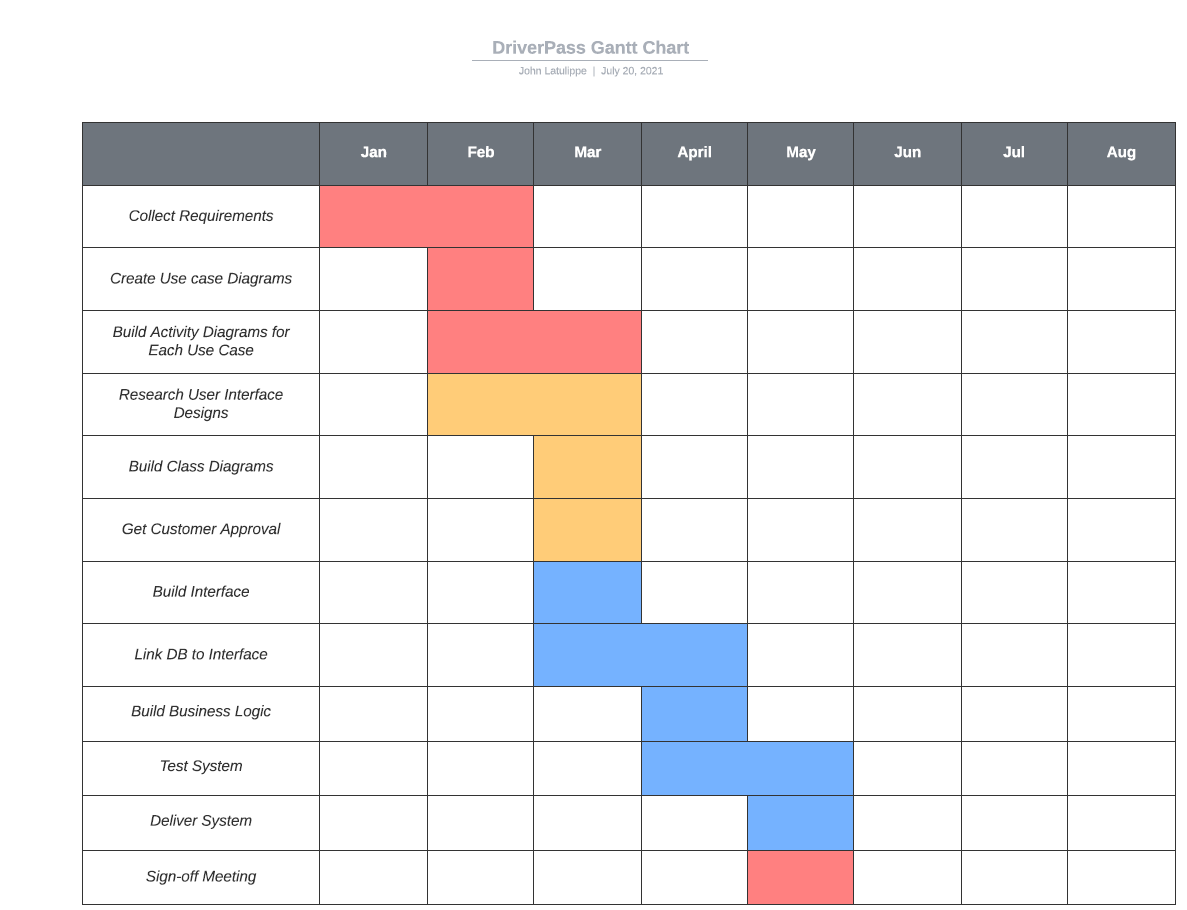 DriverPass Gantt Chart
John Latulippe | July 20, 2021
Jan Feb Mar April May Jun Jul Aug
Collect Requirements
Create Use case Diagrams
Build Activity Diagrams for
Each Use Case
Research User Interface
Designs
Build Class Diagrams
Get Customer Approval
Build Interface
Link DB to Interface
Build Business Logic
Test System
Deliver System
Sign-off Meeting